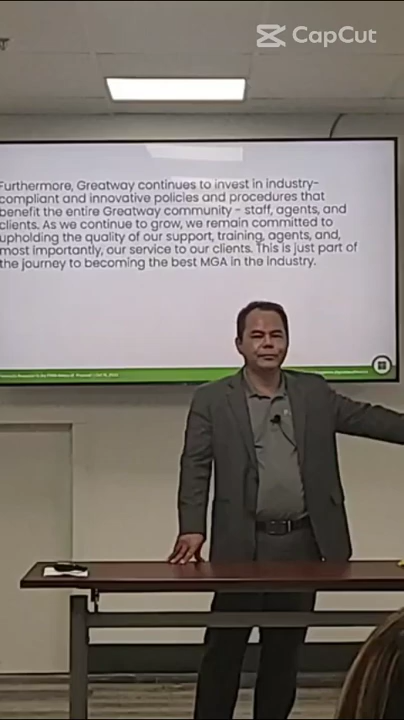 CapCut
Furthermore, Greatway continues to invest in industry-
compliant and innovative policies and procedures that
benefit the entire Greatway community - staff, agents, and
clients. As we continue to grow, we remain committed to
upholding the quality of our support, training, agents, and,
most importantly, our service to our clients. This is just part of
the journey to becoming the best MGA in the Industry.